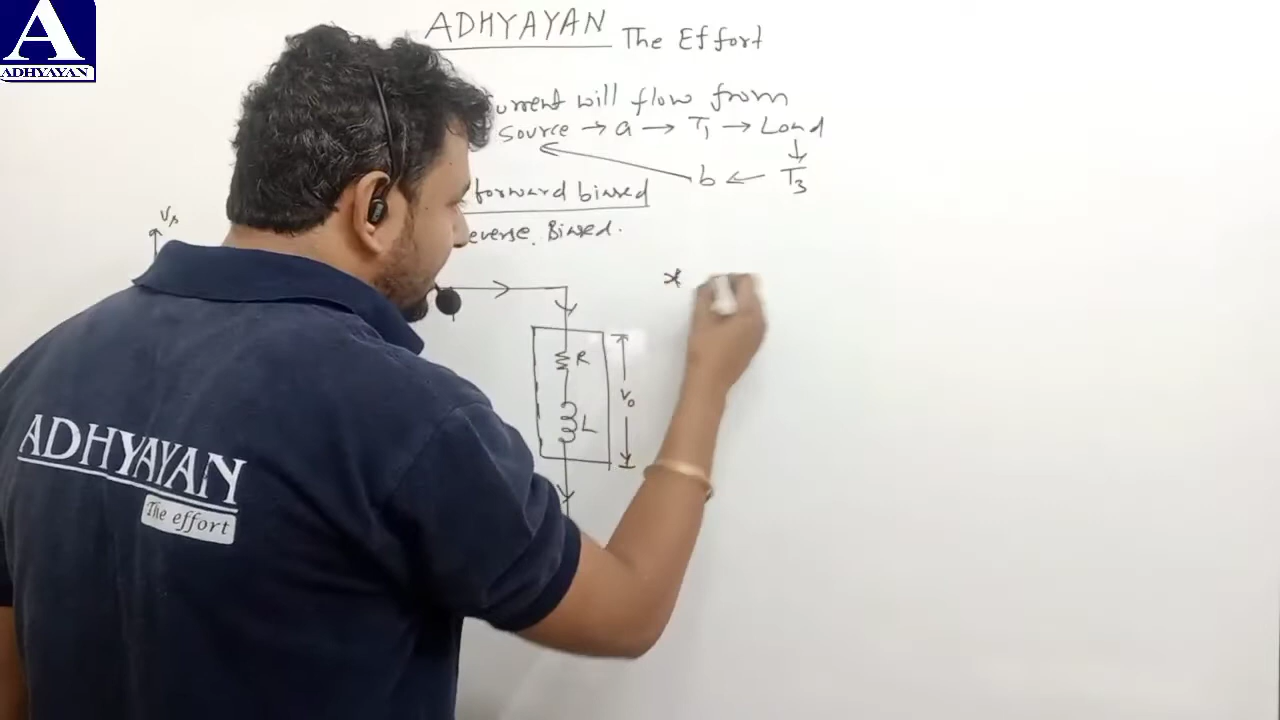 A
ADHYAYAN
ADHYAYAN The Effort
urrent will flow from
Source → a → T1 → Load
b ← T3
forward biased
everse Biased.
R
L
V0
ADHYAYAN
The effort